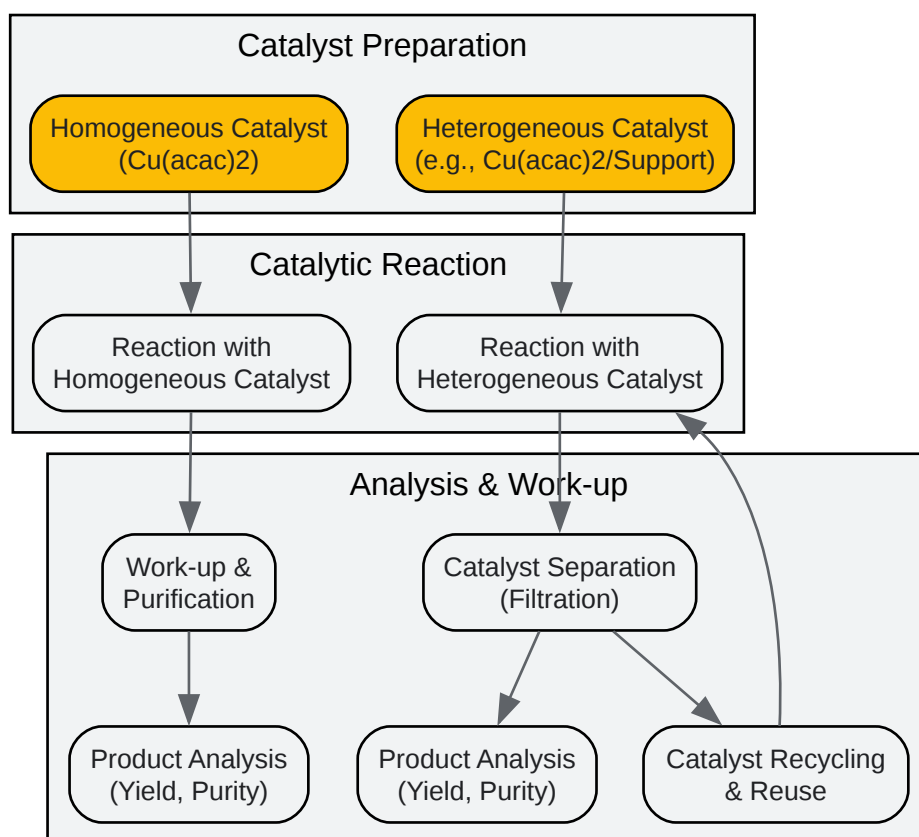 Catalyst Preparation
Homogeneous Catalyst
(Cu(acac)2)
Heterogeneous Catalyst
(e.g., Cu(acac)2/Support)
Catalytic Reaction
Reaction with
Homogeneous Catalyst
Reaction with
Heterogeneous Catalyst
Analysis & Work-up
Work-up &
Purification
Catalyst Separation
(Filtration)
Product Analysis
(Yield, Purity)
Product Analysis
(Yield, Purity)
Catalyst Recycling
& Reuse